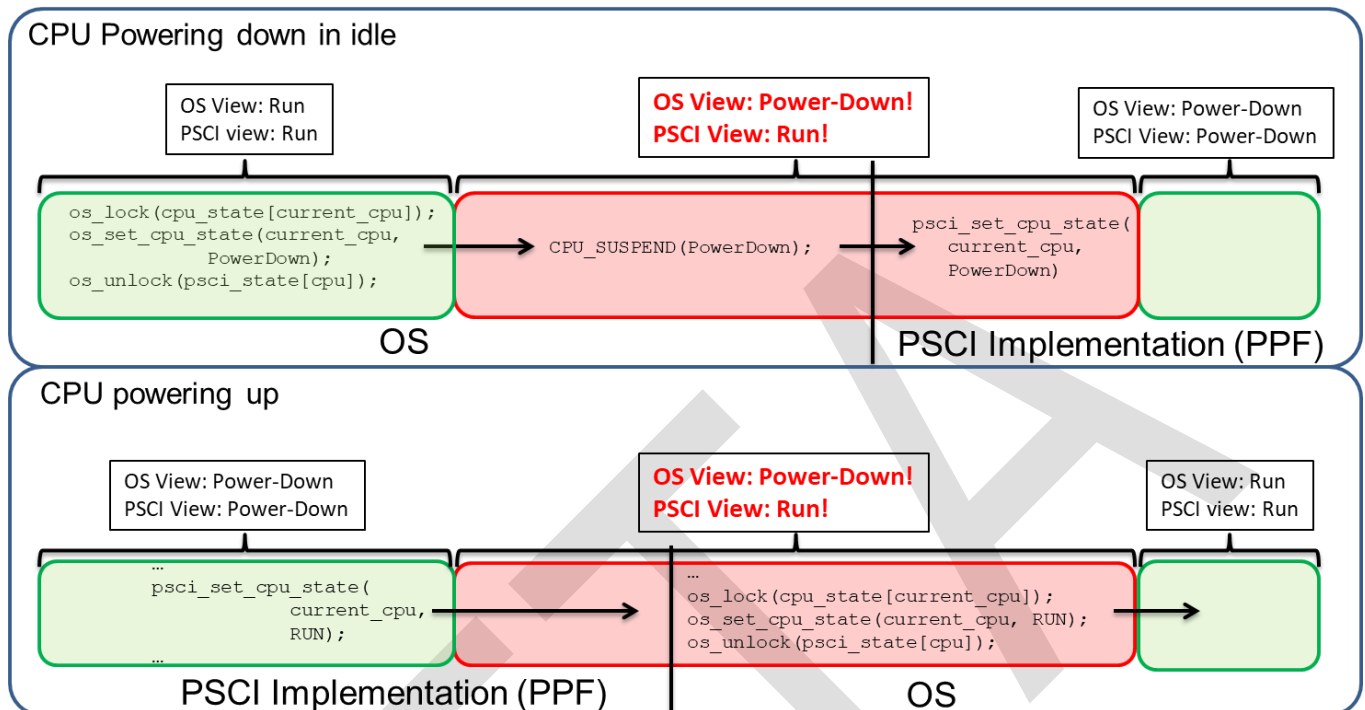 CPU Powering down in idle
OS View: Run
PSCI view: Run
OS View: Power-Down!
PSCI View: Run!
OS View: Power-Down
PSCI View: Power-Down
os_lock(cpu_state[current_cpu]);
os_set_cpu_state(current_cpu,
PowerDown);
os_unlock(psci_state[cpu]);
CPU_SUSPEND(PowerDown);
psci_set_cpu_state(
current_cpu,
PowerDown)
OS
PSCI Implementation (PPF)
CPU powering up
OS View: Power-Down
PSCI View: Power-Down
OS View: Power-Down!
PSCI View: Run!
OS View: Run
PSCI view: Run
…
psci_set_cpu_state(
current_cpu,
RUN);
…
…
os_lock(cpu_state[current_cpu]);
os_set_cpu_state(current_cpu, RUN);
os_unlock(psci_state[cpu]);
PSCI Implementation (PPF)
OS
TA